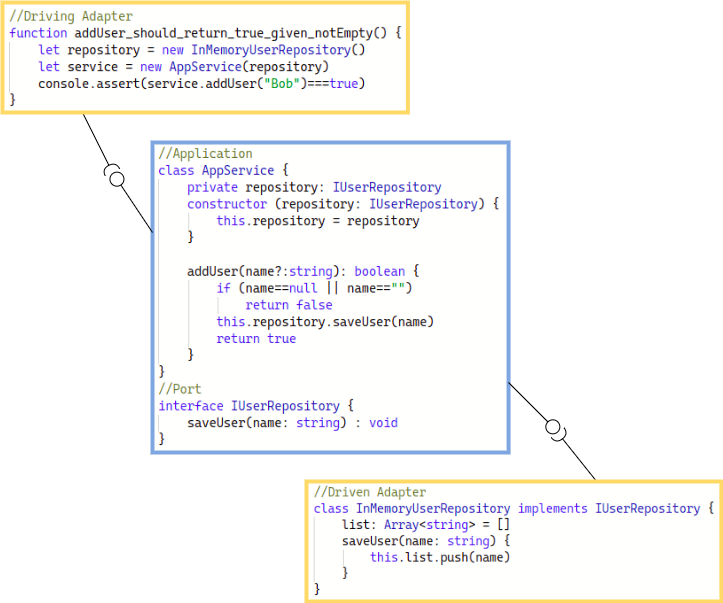 //Driving Adapter
function addUser_should_return_true_given_notEmpty() {
    let repository = new InMemoryUserRepository()
    let service = new AppService(repository)
    console.assert(service.addUser("Bob")===true)
}
//Application
class AppService {
    private repository: IUserRepository
    constructor (repository: IUserRepository) {
        this.repository = repository
    }
    addUser(name?:string): boolean {
        if (name==null || name=="")
            return false
        this.repository.saveUser(name)
        return true
    }
}
//Port
interface IUserRepository {
    saveUser(name: string) : void
}
//Driven Adapter
class InMemoryUserRepository implements IUserRepository {
    list: Array<string> = []
    saveUser(name: string) {
        this.list.push(name)
    }
}